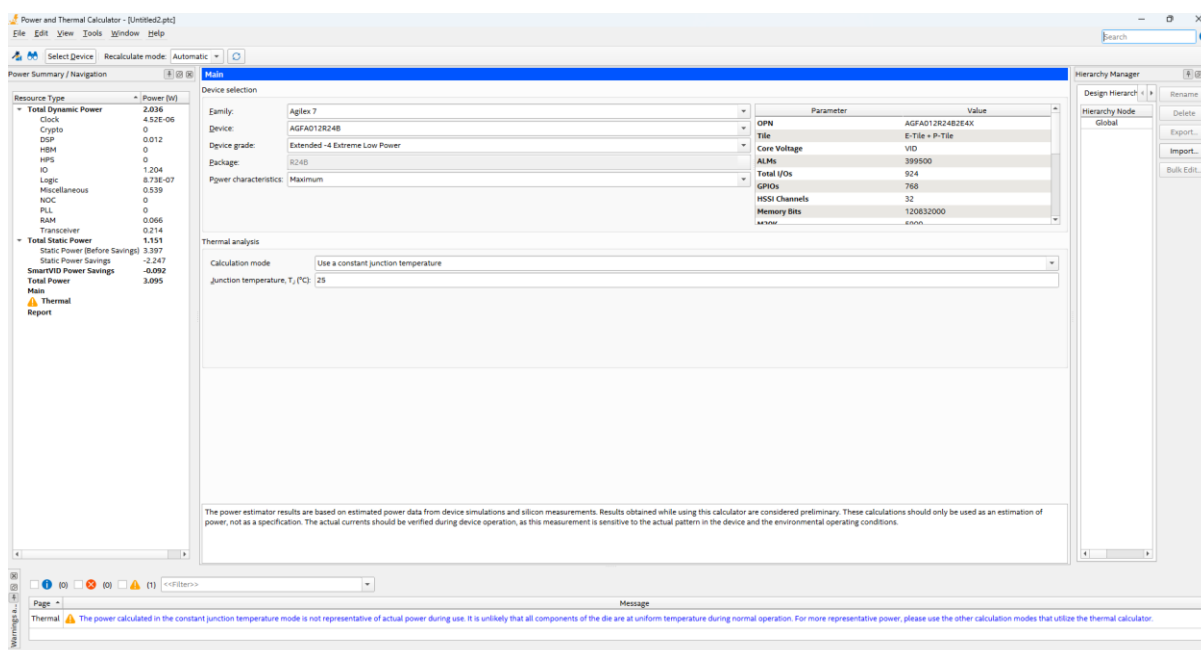 Power and Thermal Calculator - [Untitled2.ptc]
File Edit View Tools Window Help
Search
Select Device Recalculate mode: Automatic
Power Summary / Navigation
Resource Type Power (W)
Total Dynamic Power 2.036
Clock 4.52E-06
Crypto 0
DSP 0.012
HBM 0
HPS 0
IO 1.204
Logic 8.73E-07
Miscellaneous 0.539
NOC 0
PLL 0
RAM 0.066
Transceiver 0.214
Total Static Power 1.151
Static Power (Before Savings) 3.397
Static Power Savings -2.247
SmartVID Power Savings -0.092
Total Power 3.095
Main
Thermal
Report
Main
Device selection
Family: Agilex 7
Device: AGFA012R24B
Device grade: Extended -4 Extreme Low Power
Package: R24B
Power characteristics: Maximum
Parameter Value
OPN AGFA012R24B2E4X
Tile E-Tile + P-Tile
Core Voltage VID
ALMs 399500
Total I/Os 924
GPIOs 768
HSSI Channels 32
Memory Bits 120832000
M20K 5900
Thermal analysis
Calculation mode Use a constant junction temperature
Junction temperature, TJ (°C): 25
The power estimator results are based on estimated power data from device simulations and silicon measurements. Results obtained while using this calculator are considered preliminary. These calculations should only be used as an estimation of
power, not as a specification. The actual currents should be verified during device operation, as this measurement is sensitive to the actual pattern in the device and the environmental operating conditions.
Hierarchy Manager
Design Hierarch
Hierarchy Node
Global
Rename
Delete
Export...
Import...
Bulk Edit..
Warnings a..
(0) (0) (1) <<Filter>>
Page Message
Thermal The power calculated in the constant junction temperature mode is not representative of actual power during use. It is unlikely that all components of the die are at uniform temperature during normal operation. For more representative power, please use the other calculation modes that utilize the thermal calculator.